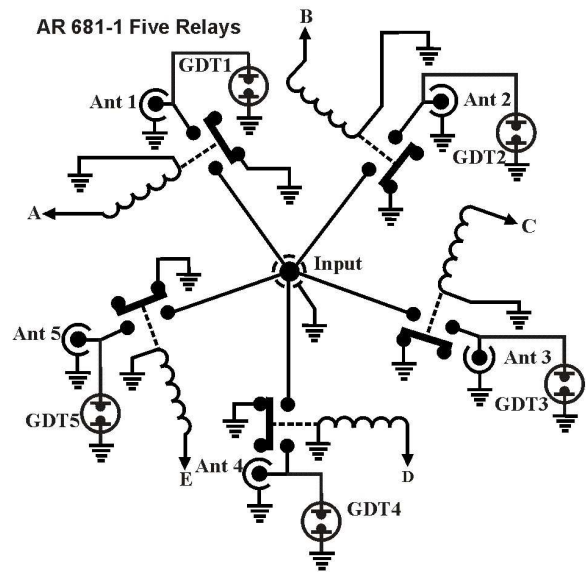 AR 681-1 Five Relays
B
GDT1
Ant 1
Ant 2
GDT2
A
C
Input
Ant 5
Ant 3
GDT3
GDT5
E
Ant 4
D
GDT4